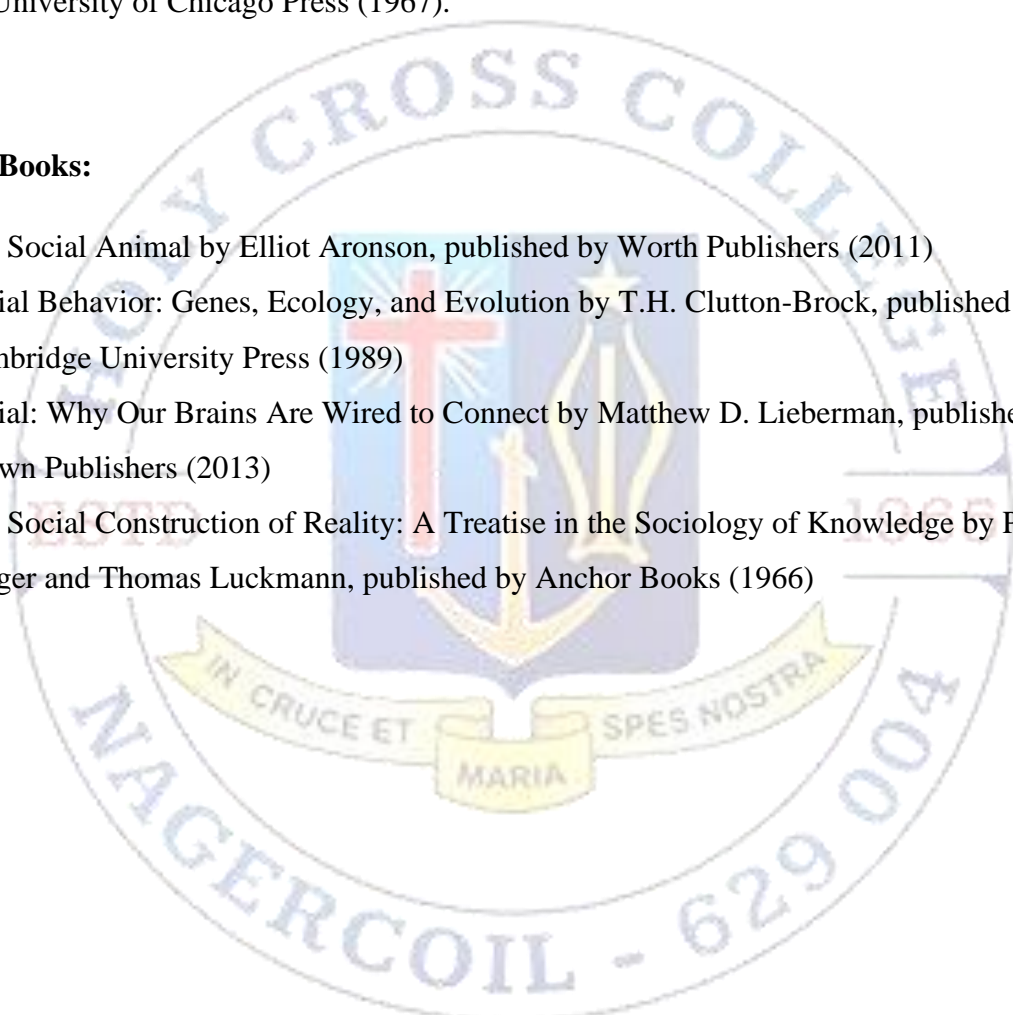 University of Chicago Press (1967).
Books:
Social Animal by Elliot Aronson, published by Worth Publishers (2011)
ial Behavior: Genes, Ecology, and Evolution by T.H. Clutton-Brock, published
nbridge University Press (1989)
ial: Why Our Brains Are Wired to Connect by Matthew D. Lieberman, publishe
wn Publishers (2013)
Social Construction of Reality: A Treatise in the Sociology of Knowledge by P
ger and Thomas Luckmann, published by Anchor Books (1966)
HOLY CROSS COLLEGE
ESTD 1965
IN CRUCE ET MARIA SPES NOSTRA
NAGERCOIL - 629 004